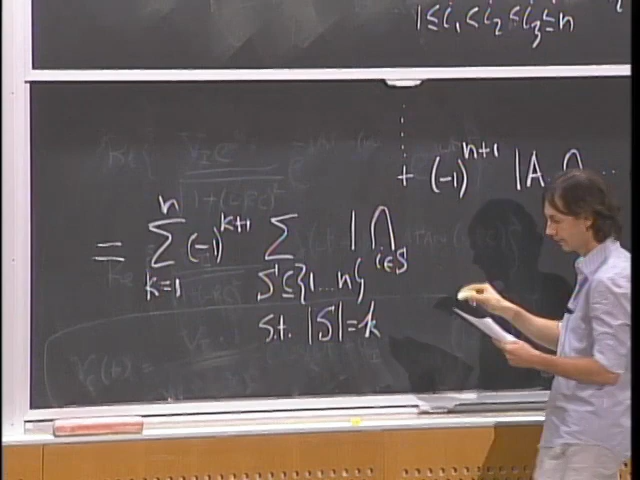 1≤i₁<i₂<i₃≤n
+ (-1)^{n+1} |A ∩ ...
= ∑_{k=1}^{n} (-1)^{k+1} ∑_{S⊆{1...n} s.t. |S|=k} |⋂_{i∈S}